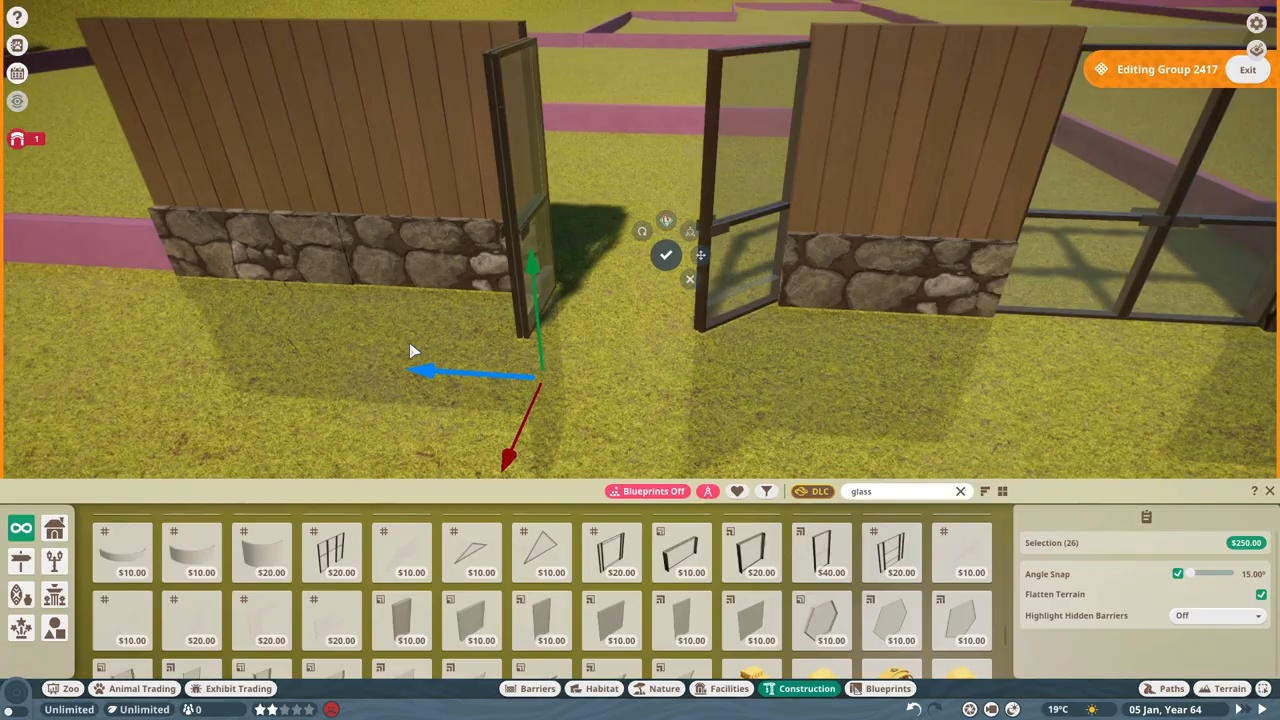 ?
Editing Group 2417 Exit
1
Blueprints Off DLC glass ?
$10.00 $10.00 $20.00 $20.00 $10.00 $10.00 $10.00 $20.00 $10.00 $20.00 $40.00 $20.00 $10.00
$10.00 $20.00 $20.00 $20.00 $10.00 $10.00 $10.00 $10.00 $10.00 $10.00 $10.00 $10.00 $10.00
Selection (26) $250.00
Angle Snap 15.00°
Flatten Terrain
Highlight Hidden Barriers Off
Zoo Animal Trading Exhibit Trading Barriers Habitat Nature Facilities Construction Blueprints Paths Terrain
Unlimited Unlimited 0 19°C 05 Jan, Year 64